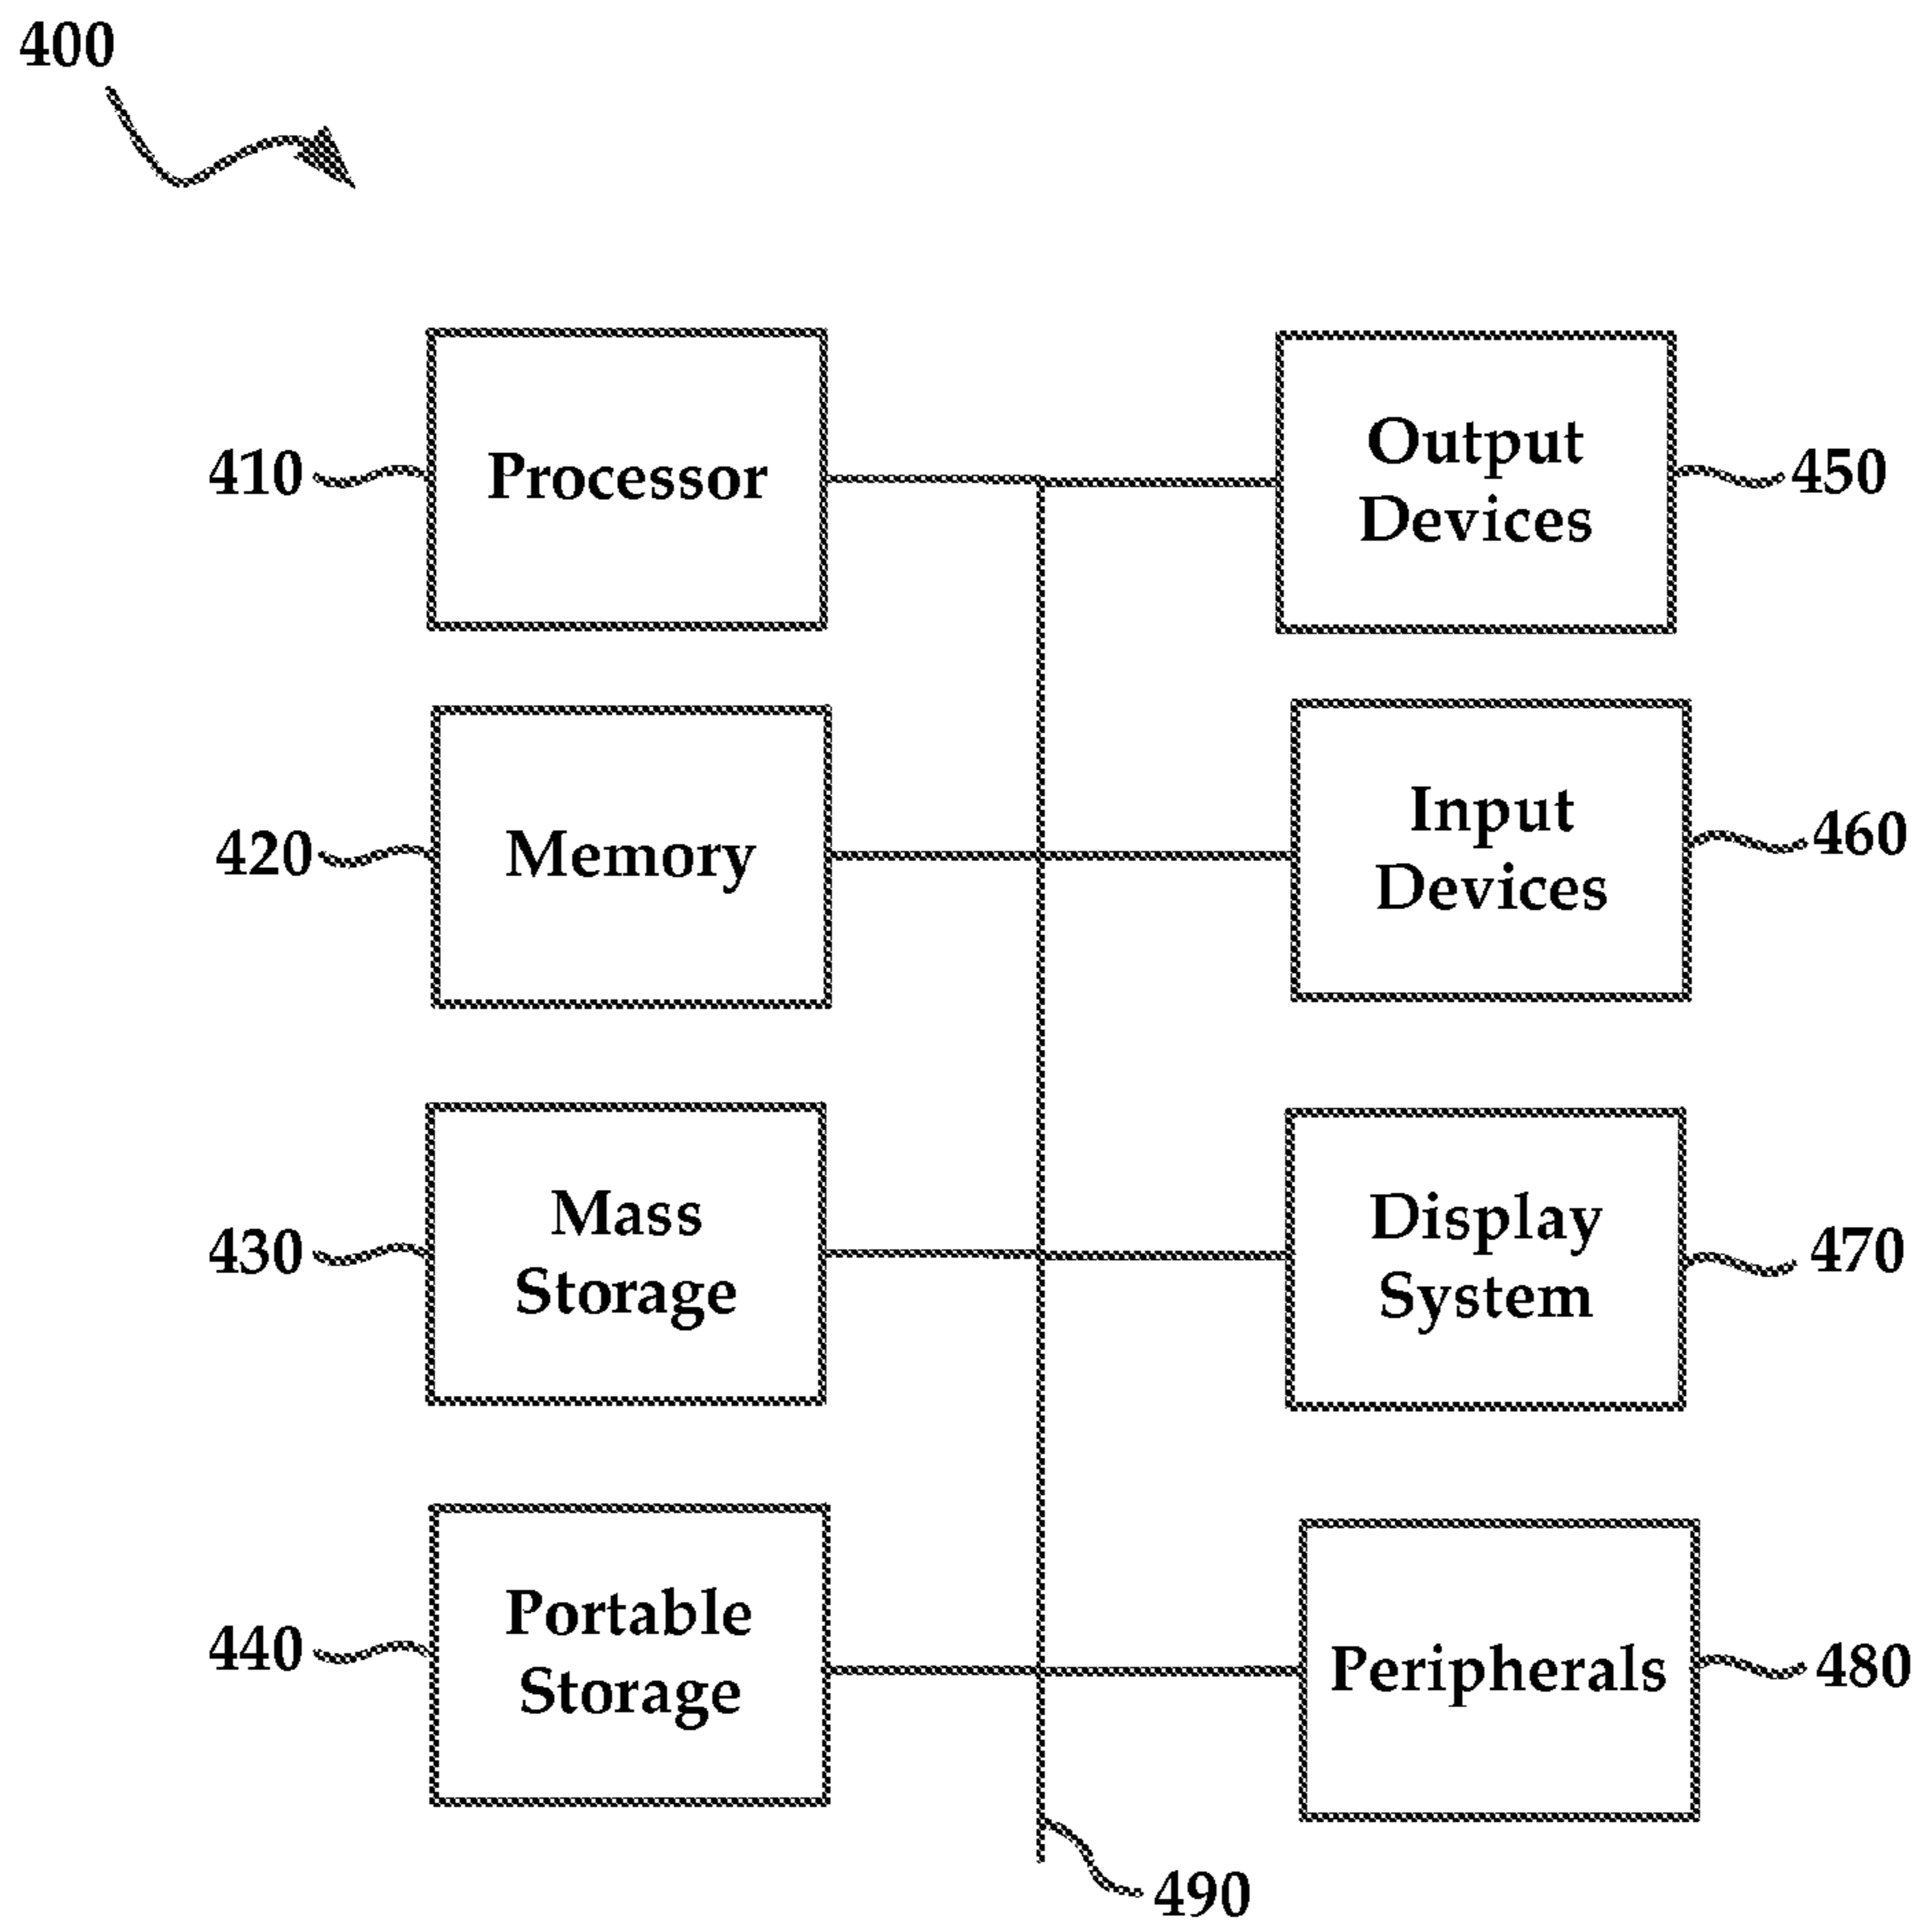 400
410
Processor
Output
Devices
450
420
Memory
Input
Devices
460
430
Mass
Storage
Display
System
470
440
Portable
Storage
Peripherals
480
490